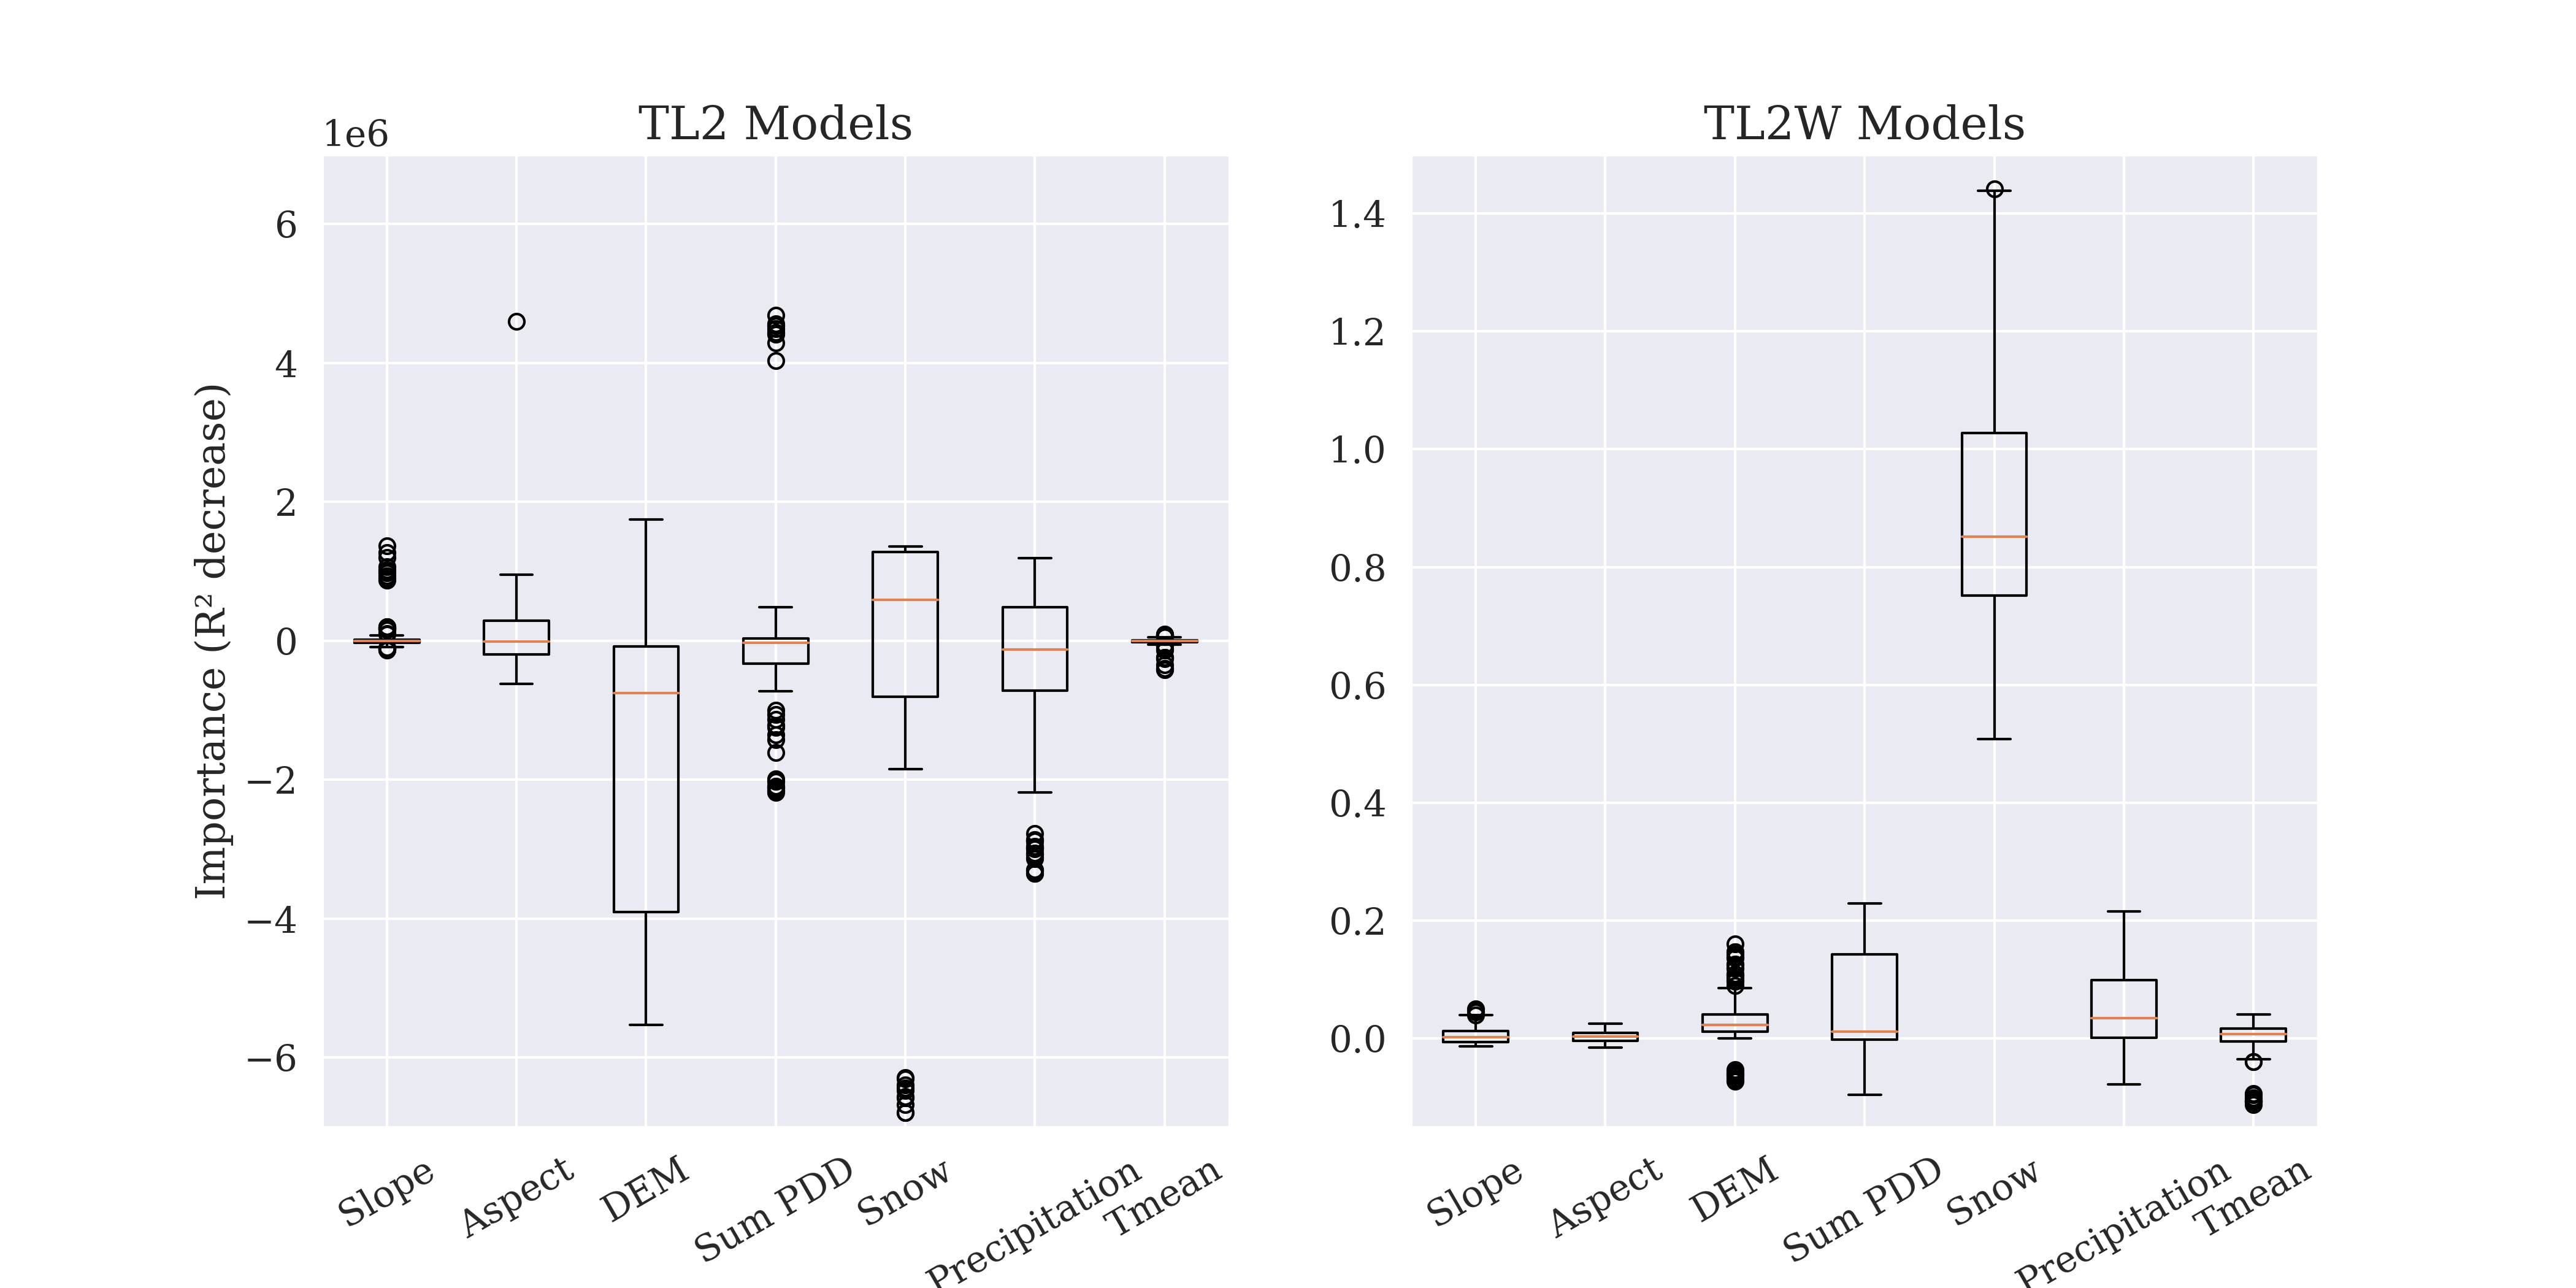 TL2 Models
1e6
Importance (R² decrease)
6
4
2
0
−2
−4
−6
Slope
Aspect
DEM
Sum PDD
Snow
Precipitation
Tmean
TL2W Models
1.4
1.2
1.0
0.8
0.6
0.4
0.2
0.0
Slope
Aspect
DEM
Sum PDD
Snow
Precipitation
Tmean